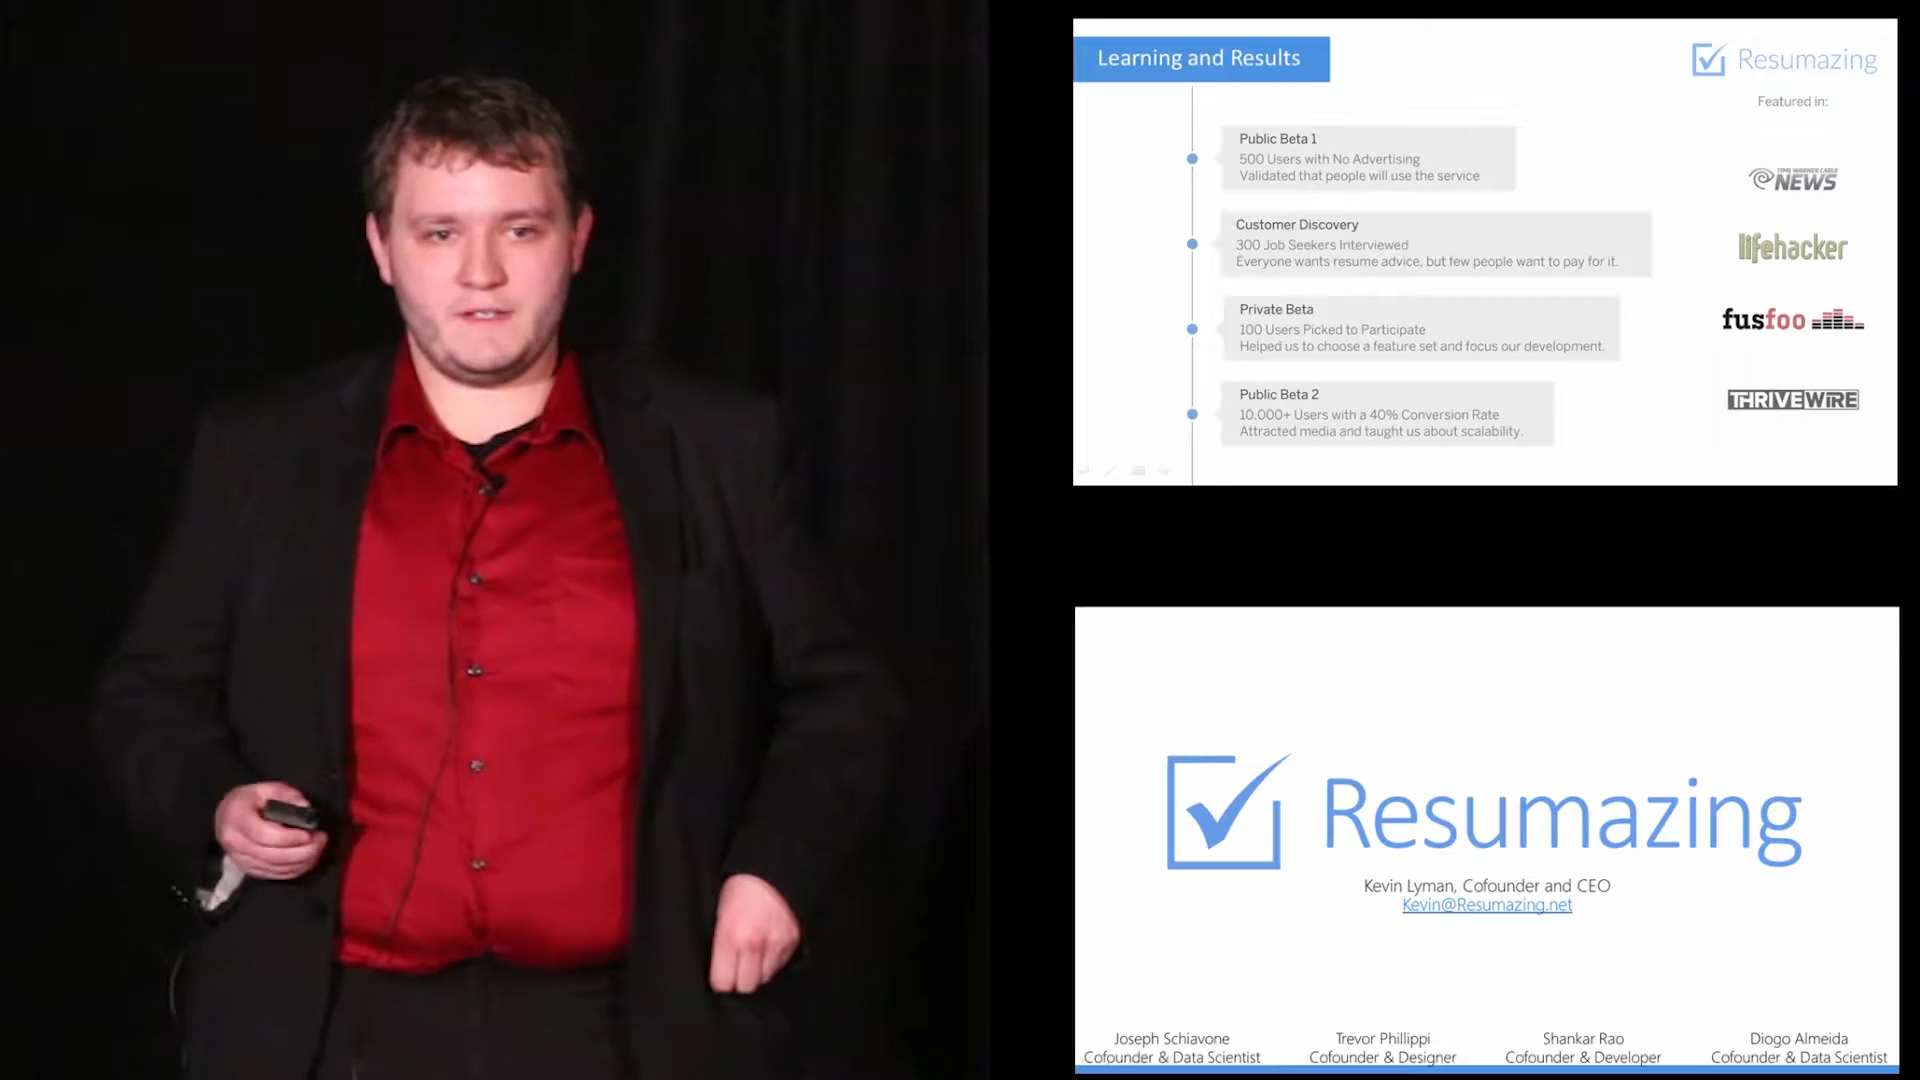 Learning and Results
Resumazing
Featured in:
Public Beta 1
500 Users with No Advertising
Validated that people will use the service
TIME WARNER CABLE
NEWS
Customer Discovery
300 Job Seekers Interviewed
Everyone wants resume advice, but few people want to pay for it.
lifehacker
Private Beta
100 Users Picked to Participate
Helped us to choose a feature set and focus our development.
fusfoo
Public Beta 2
10,000+ Users with a 40% Conversion Rate
Attracted media and taught us about scalability.
THRIVEWIRE
Resumazing
Kevin Lyman, Cofounder and CEO
Kevin@Resumazing.net
Joseph Schiavone
Cofounder & Data Scientist
Trevor Phillippi
Cofounder & Designer
Shankar Rao
Cofounder & Developer
Diogo Almeida
Cofounder & Data Scientist